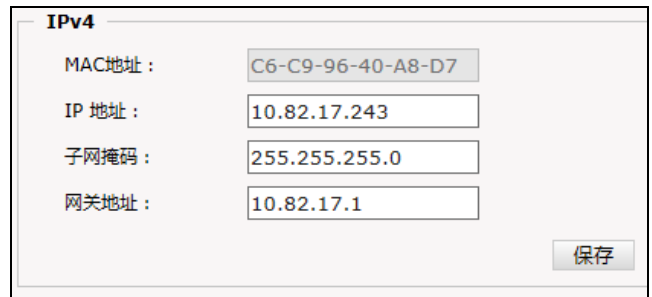 IPv4
MAC地址： C6-C9-96-40-A8-D7
IP 地址： 10.82.17.243
子网掩码： 255.255.255.0
网关地址： 10.82.17.1
保存